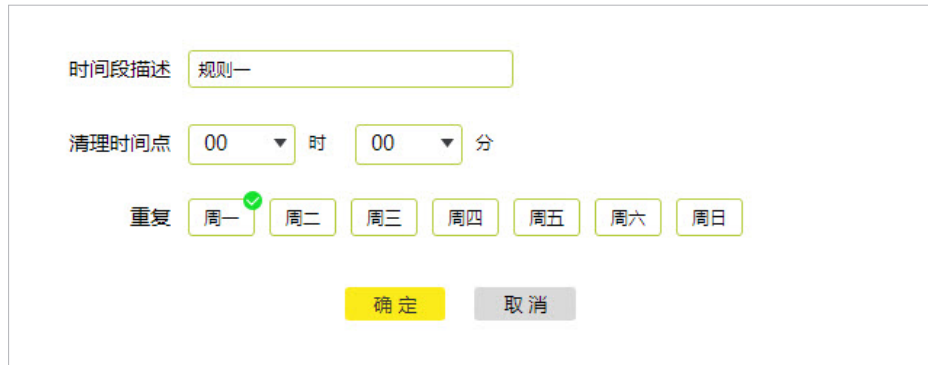 时间段描述 规则一
清理时间点 00 时 00 分
重复 周一 周二 周三 周四 周五 周六 周日
确定 取消